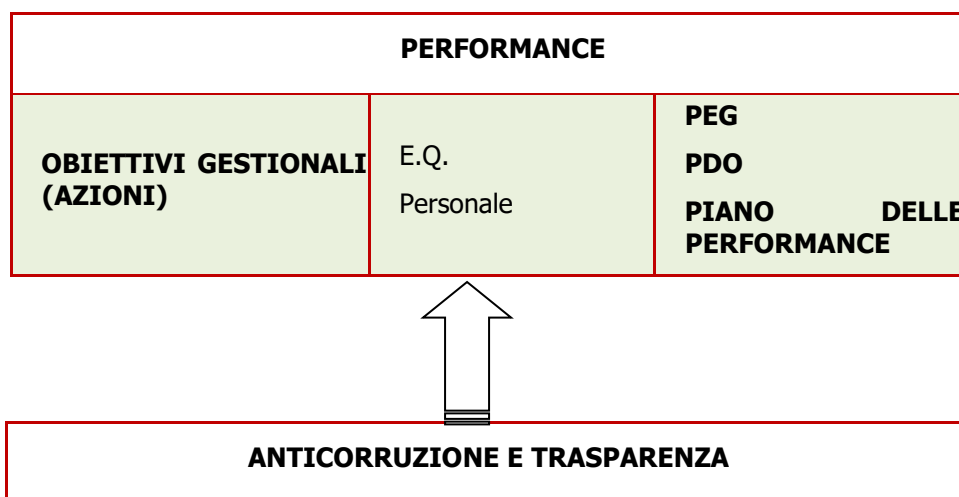 PERFORMANCE
OBIETTIVI GESTIONALI
(AZIONI)
E.Q.
Personale
PEG
PDO
PIANO DELLE
PERFORMANCE
ANTICORRUZIONE E TRASPARENZA